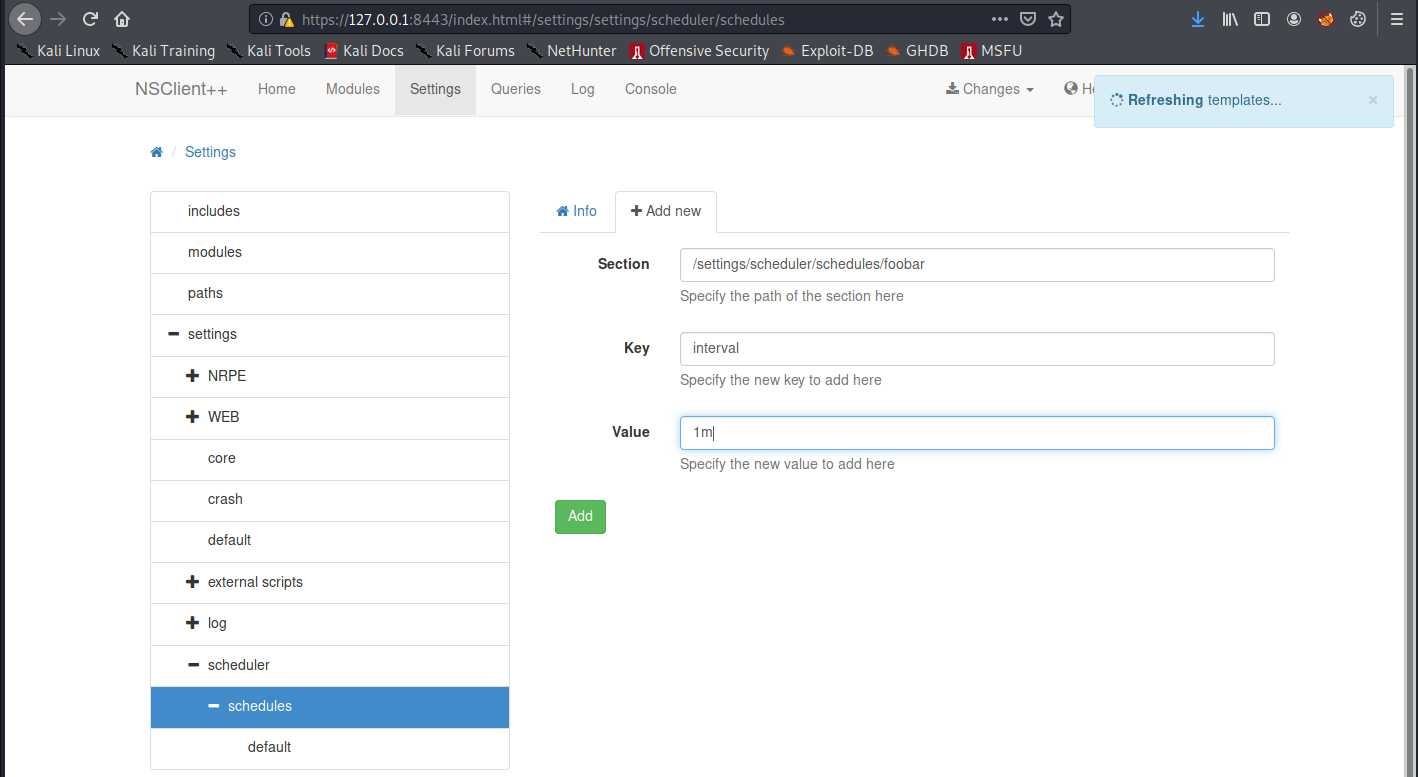 https://127.0.0.1:8443/index.html#/settings/settings/scheduler/schedules
Kali Linux Kali Training Kali Tools Kali Docs Kali Forums NetHunter Offensive Security Exploit-DB GHDB MSFU
NSClient++ Home Modules Settings Queries Log Console Changes
Refreshing templates... ×
/ Settings
includes
modules
paths
settings
NRPE
WEB
core
crash
default
external scripts
log
scheduler
schedules
default
Info Add new
Section /settings/scheduler/schedules/foobar
Specify the path of the section here
Key interval
Specify the new key to add here
Value 1m
Specify the new value to add here
Add